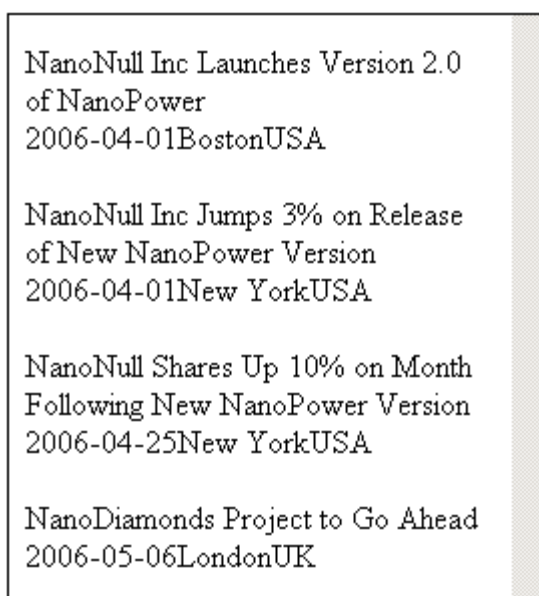 NanoNull Inc Launches Version 2.0
of NanoPower
2006-04-01BostonUSA
NanoNull Inc Jumps 3% on Release
of New NanoPower Version
2006-04-01New YorkUSA
NanoNull Shares Up 10% on Month
Following New NanoPower Version
2006-04-25New YorkUSA
NanoDiamonds Project to Go Ahead
2006-05-06LondonUK